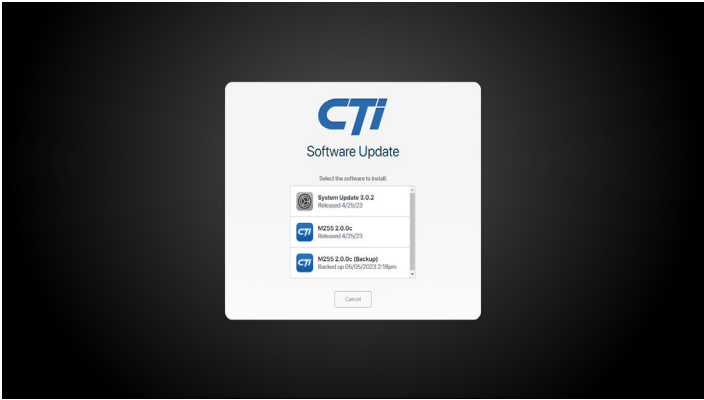 CTi
Software Update
Select the software to install:
System Update 3.0.2
Released 4/25/23
CTi
M255 2.0.0c
Released 4/25/23
CTi
M255 2.0.0c (Backup)
Backed up 05/05/2023 2:18pm
Cancel